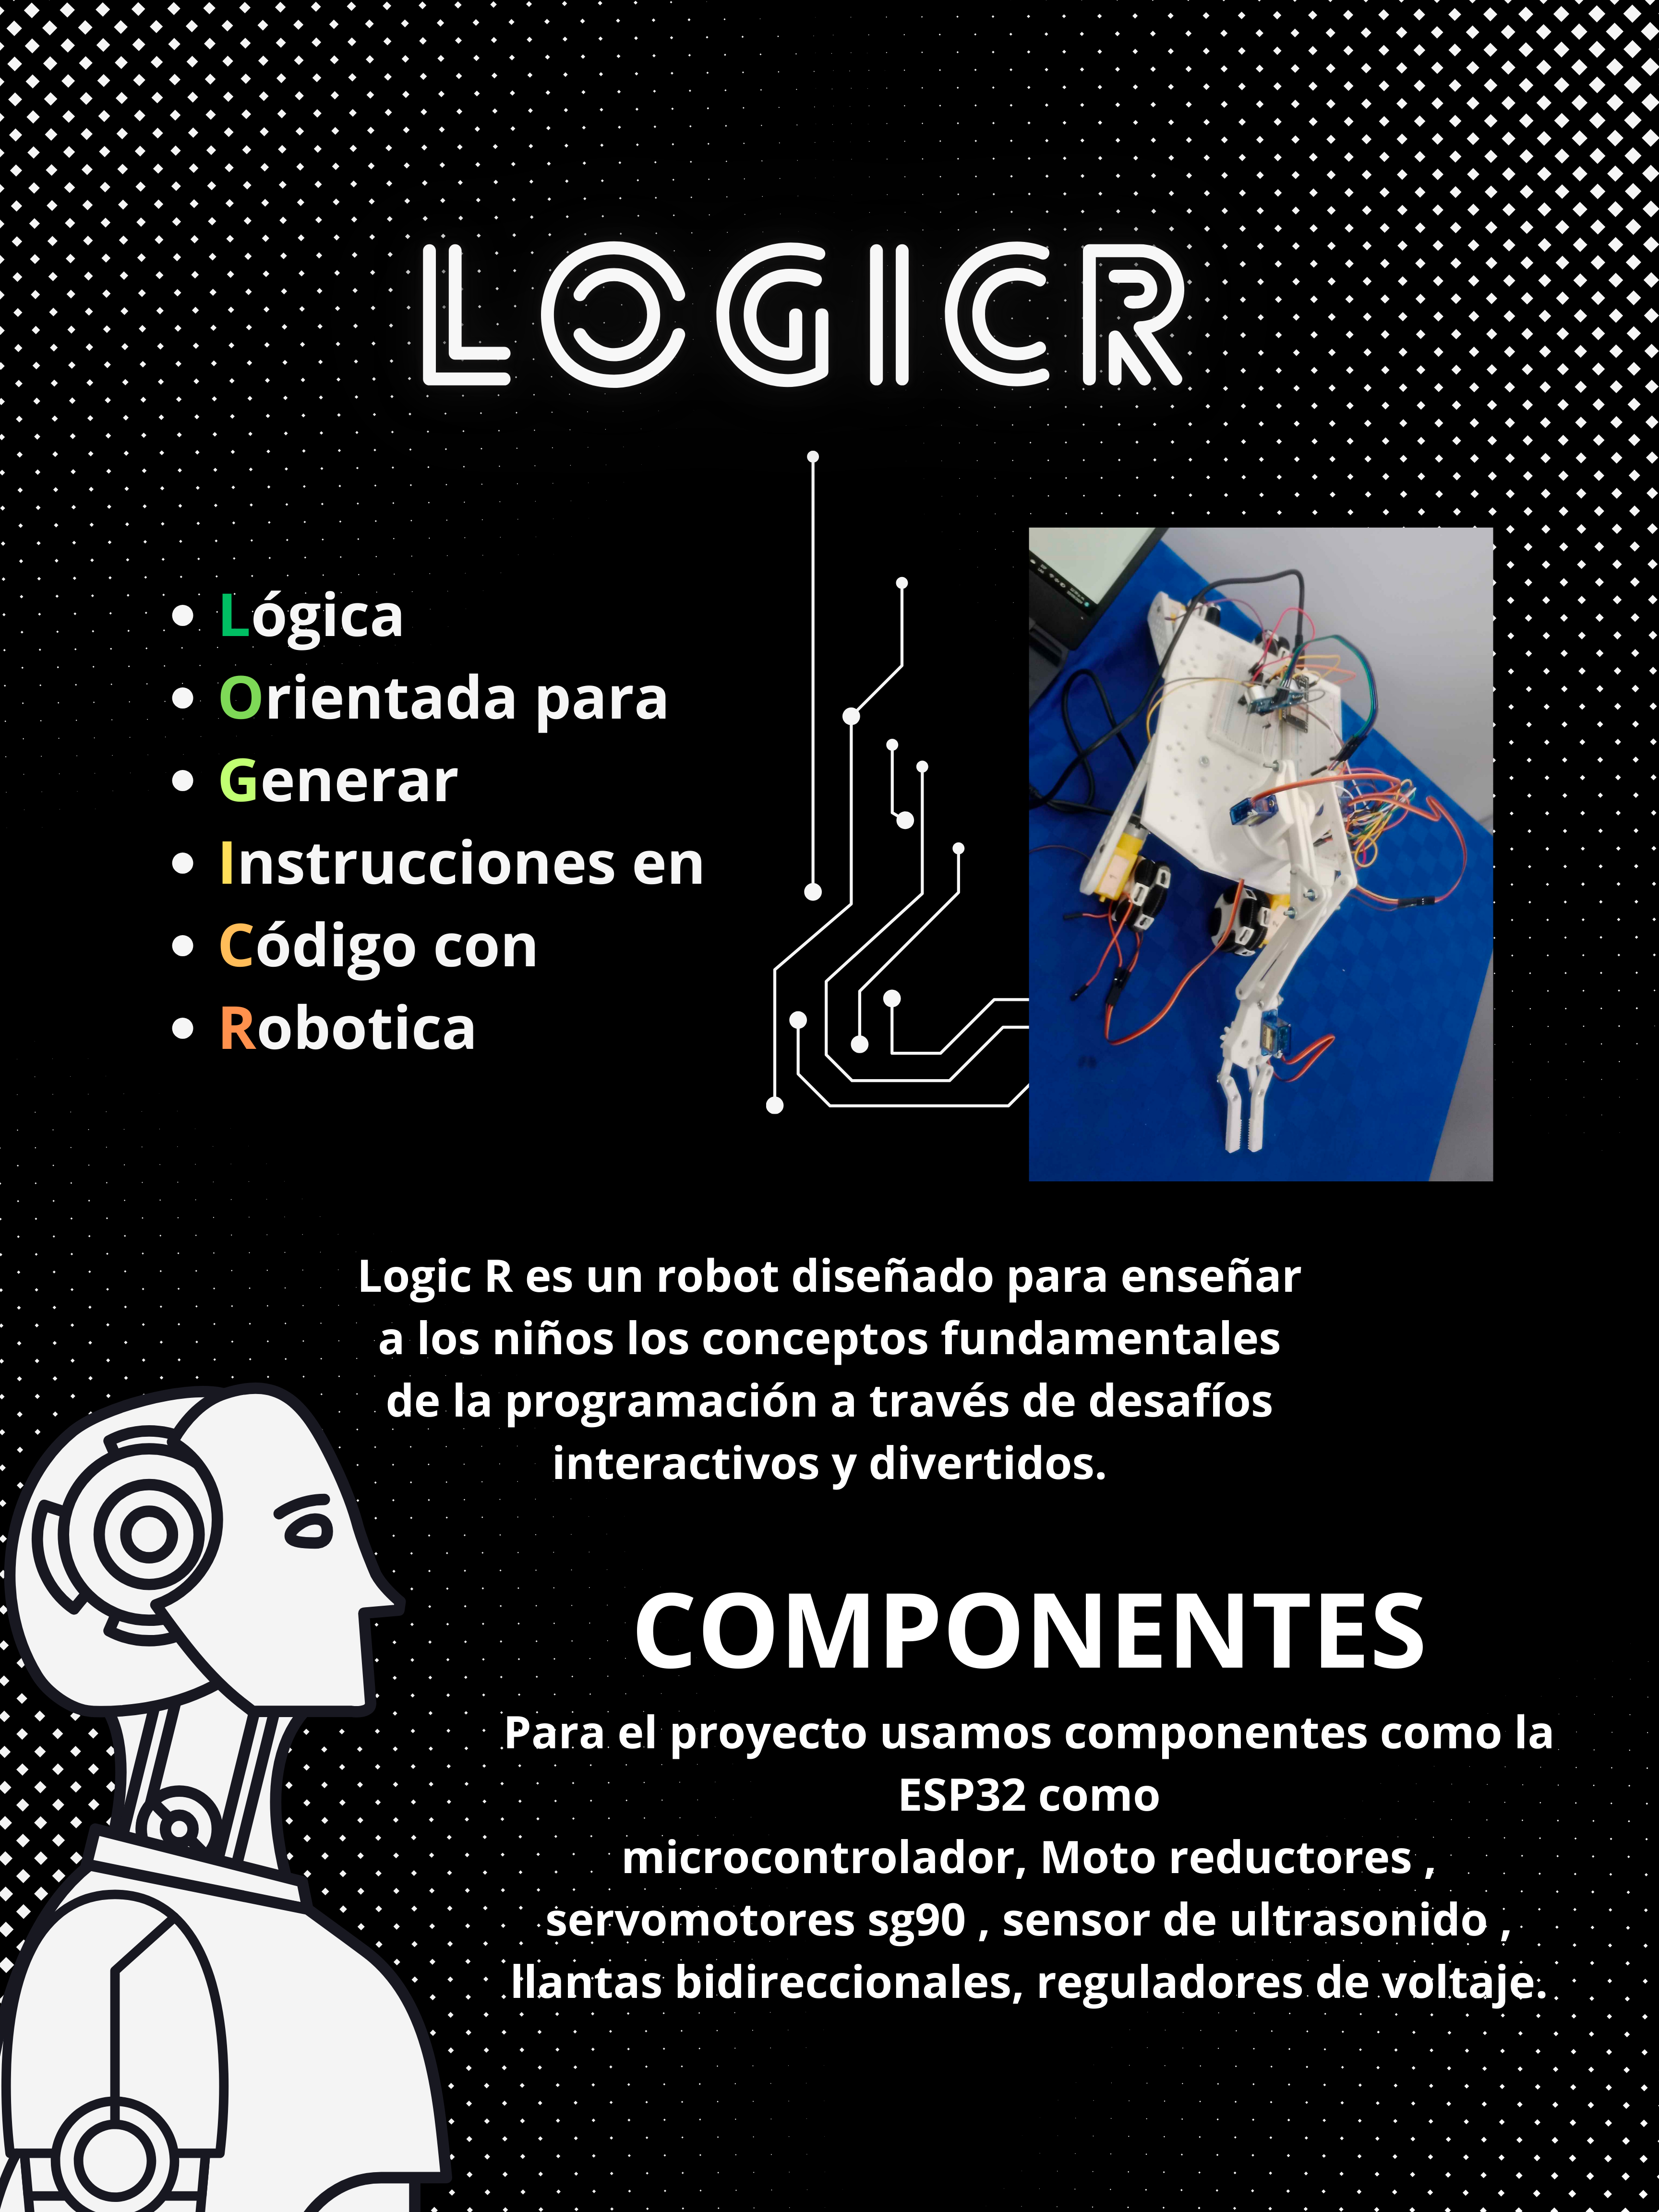 LOGICR
Lógica
Orientada para
Generar
Instrucciones en
Código con
Robotica
Logic R es un robot diseñado para enseñar
a los niños los conceptos fundamentales
de la programación a través de desafíos
interactivos y divertidos.
COMPONENTES
Para el proyecto usamos componentes como la
ESP32 como
microcontrolador, Moto reductores ,
servomotores sg90 , sensor de ultrasonido ,
llantas bidireccionales, reguladores de voltaje.